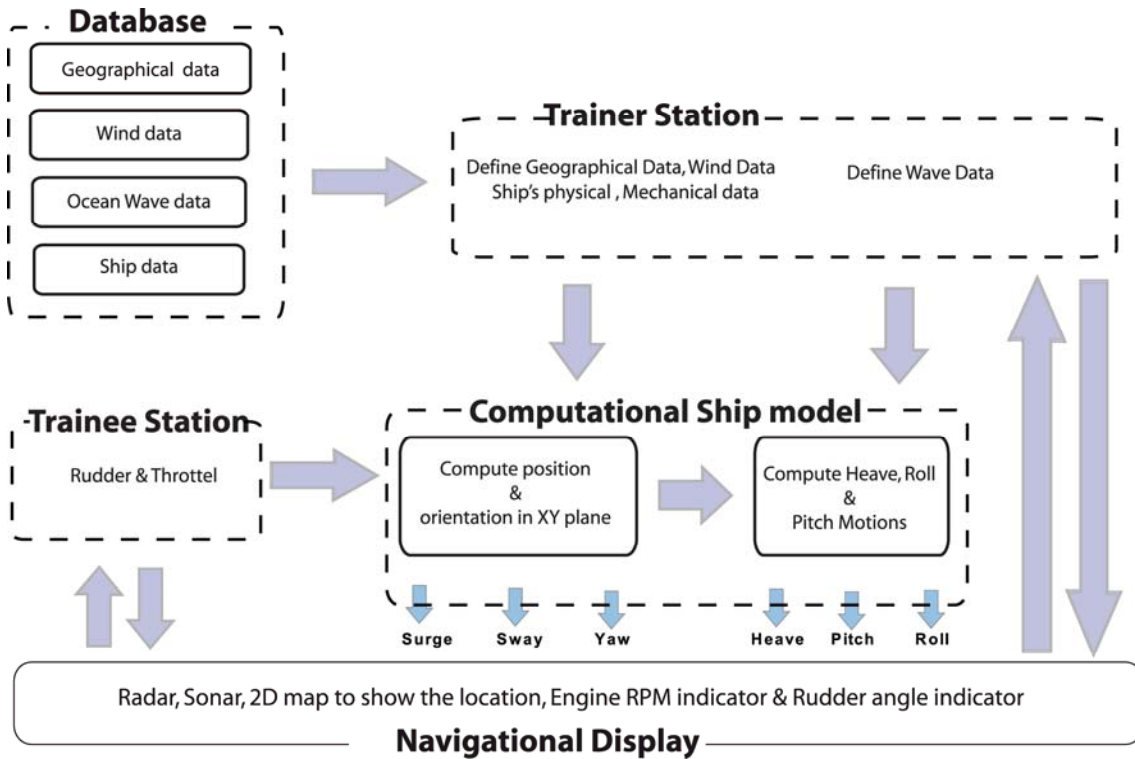 Database
Geographical data
Wind data
Ocean Wave data
Ship data
Trainer Station
Define Geographical Data, Wind Data
Ship's physical , Mechanical data
Define Wave Data
Trainee Station
Rudder & Throttel
Computational Ship model
Compute position
&
orientation in XY plane
Compute Heave, Roll
&
Pitch Motions
Surge
Sway
Yaw
Heave
Pitch
Roll
Radar, Sonar, 2D map to show the location, Engine RPM indicator & Rudder angle indicator
Navigational Display